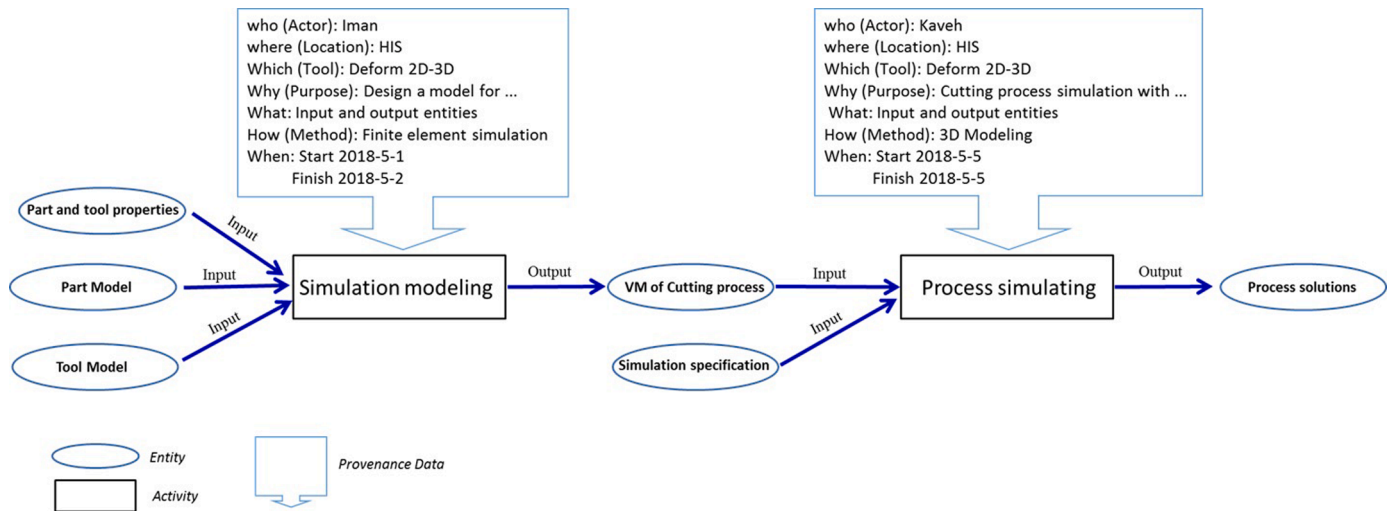 who (Actor): Iman
where (Location): HIS
Which (Tool): Deform 2D-3D
Why (Purpose): Design a model for ...
What: Input and output entities
How (Method): Finite element simulation
When: Start 2018-5-1
Finish 2018-5-2
who (Actor): Kaveh
where (Location): HIS
Which (Tool): Deform 2D-3D
Why (Purpose): Cutting process simulation with ...
What: Input and output entities
How (Method): 3D Modeling
When: Start 2018-5-5
Finish 2018-5-5
Part and tool properties
Input
Part Model
Input
Tool Model
Input
Simulation modeling
Output
VM of Cutting process
Input
Simulation specification
Input
Process simulating
Output
Process solutions
Entity
Activity
Provenance Data